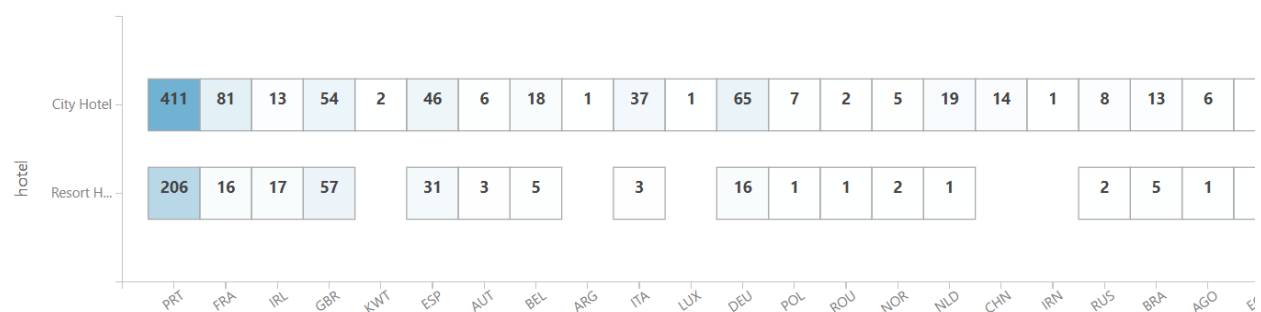 411 81 13 54 2 46 6 18 1 37 1 65 7 2 5 19 14 1 8 13 6
City Hotel
hotel
206 16 17 57 31 3 5 3 16 1 1 2 1 2 5 1
Resort H...
PRT FRA IRL GBR KWT ESP AUT BEL ARG ITA LUX DEU POL ROU NOR NLD CHN IRN RUS BRA AGO